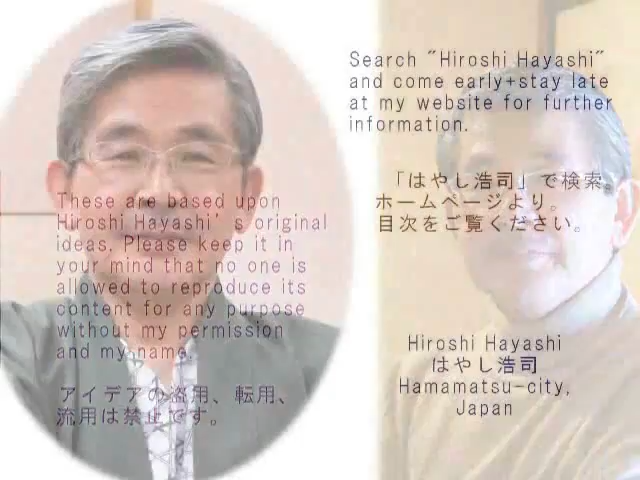 Search "Hiroshi Hayashi"
and come early+stay late
at my website for further
information.
「はやし浩司」で検索。
ホームページより。
目次をご覧ください。
These are based upon
Hiroshi Hayashi's original
ideas. Please keep it in
your mind that no one is
allowed to reproduce its
content for any purpose
without my permission
and my name.
アイデアの盗用、転用、
流用は禁止です。
Hiroshi Hayashi
はやし浩司
Hamamatsu-city,
Japan